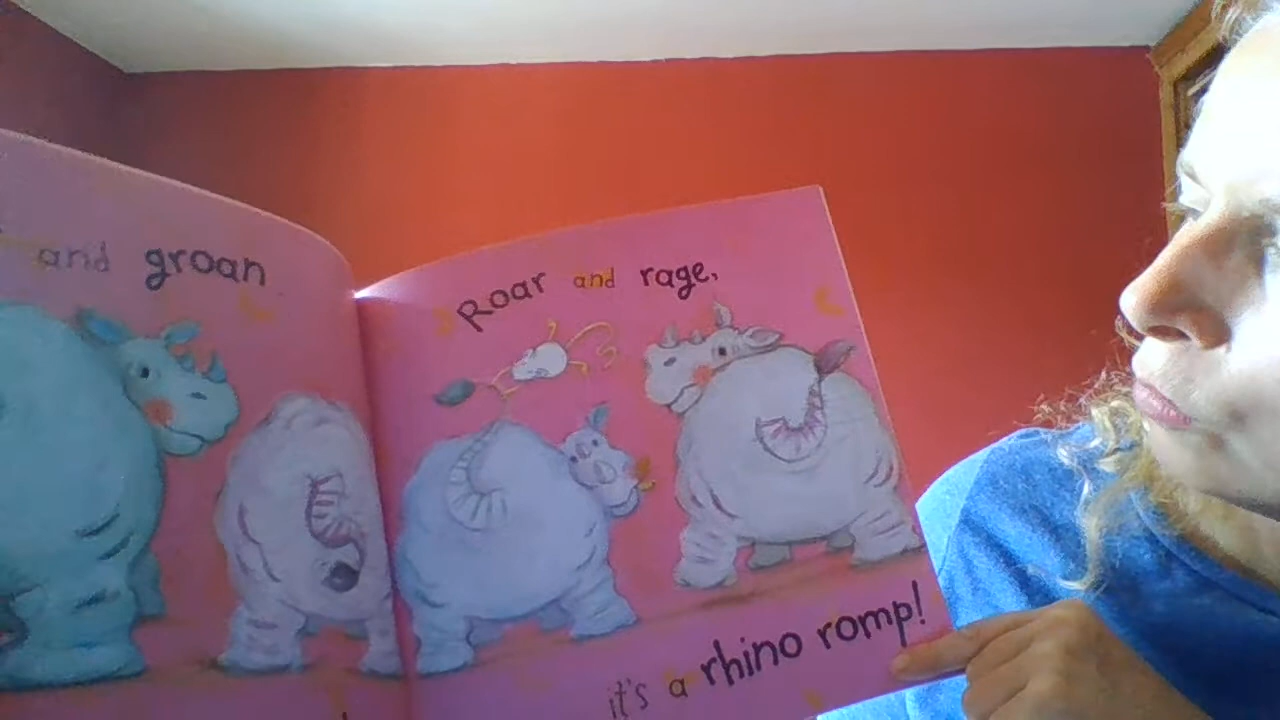 and groan
Roar and rage,
it's a rhino romp!